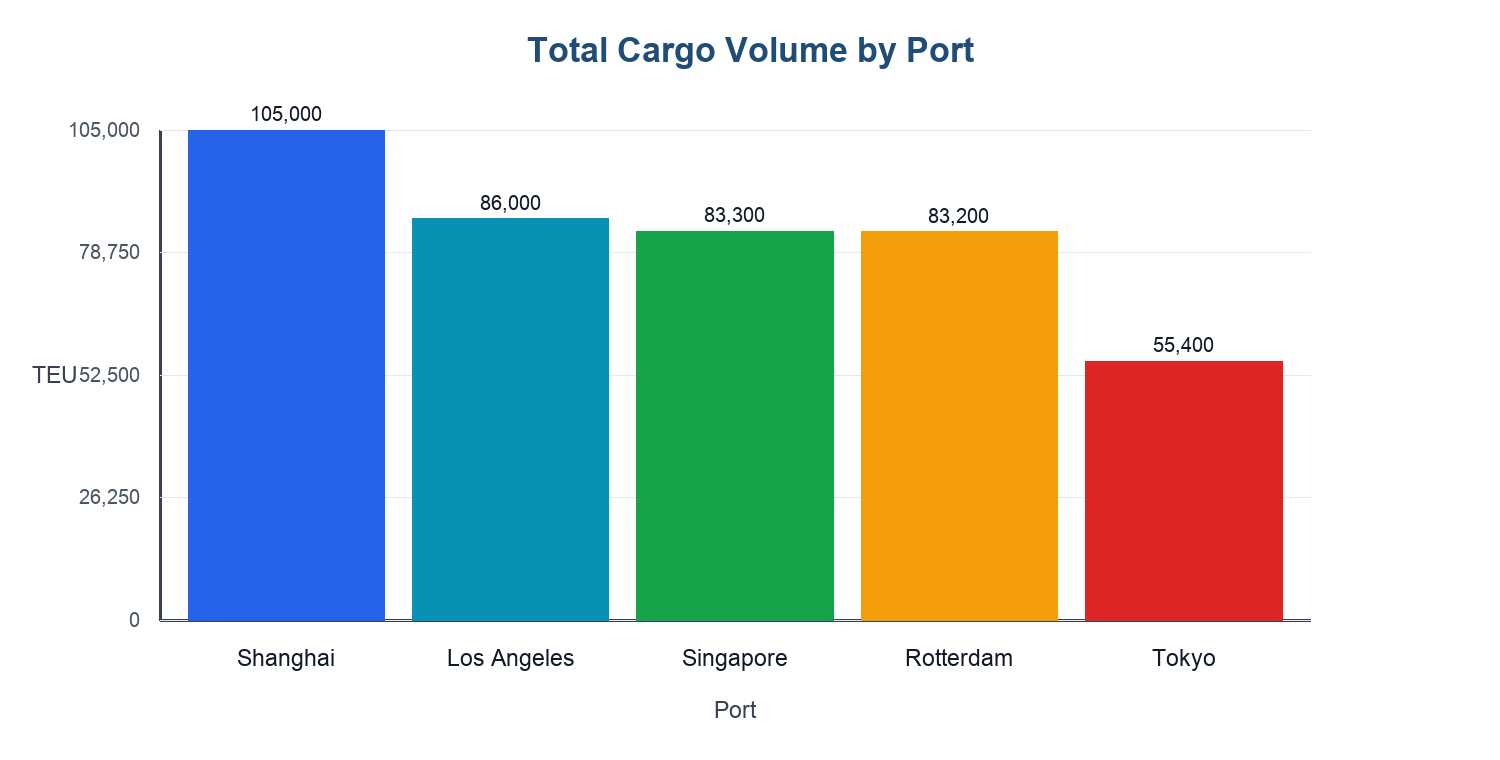 Total Cargo Volume by Port
105,000
86,000
83,300
83,200
55,400
105,000
78,750
TEU
52,500
26,250
0
Shanghai
Los Angeles
Singapore
Rotterdam
Tokyo
Port